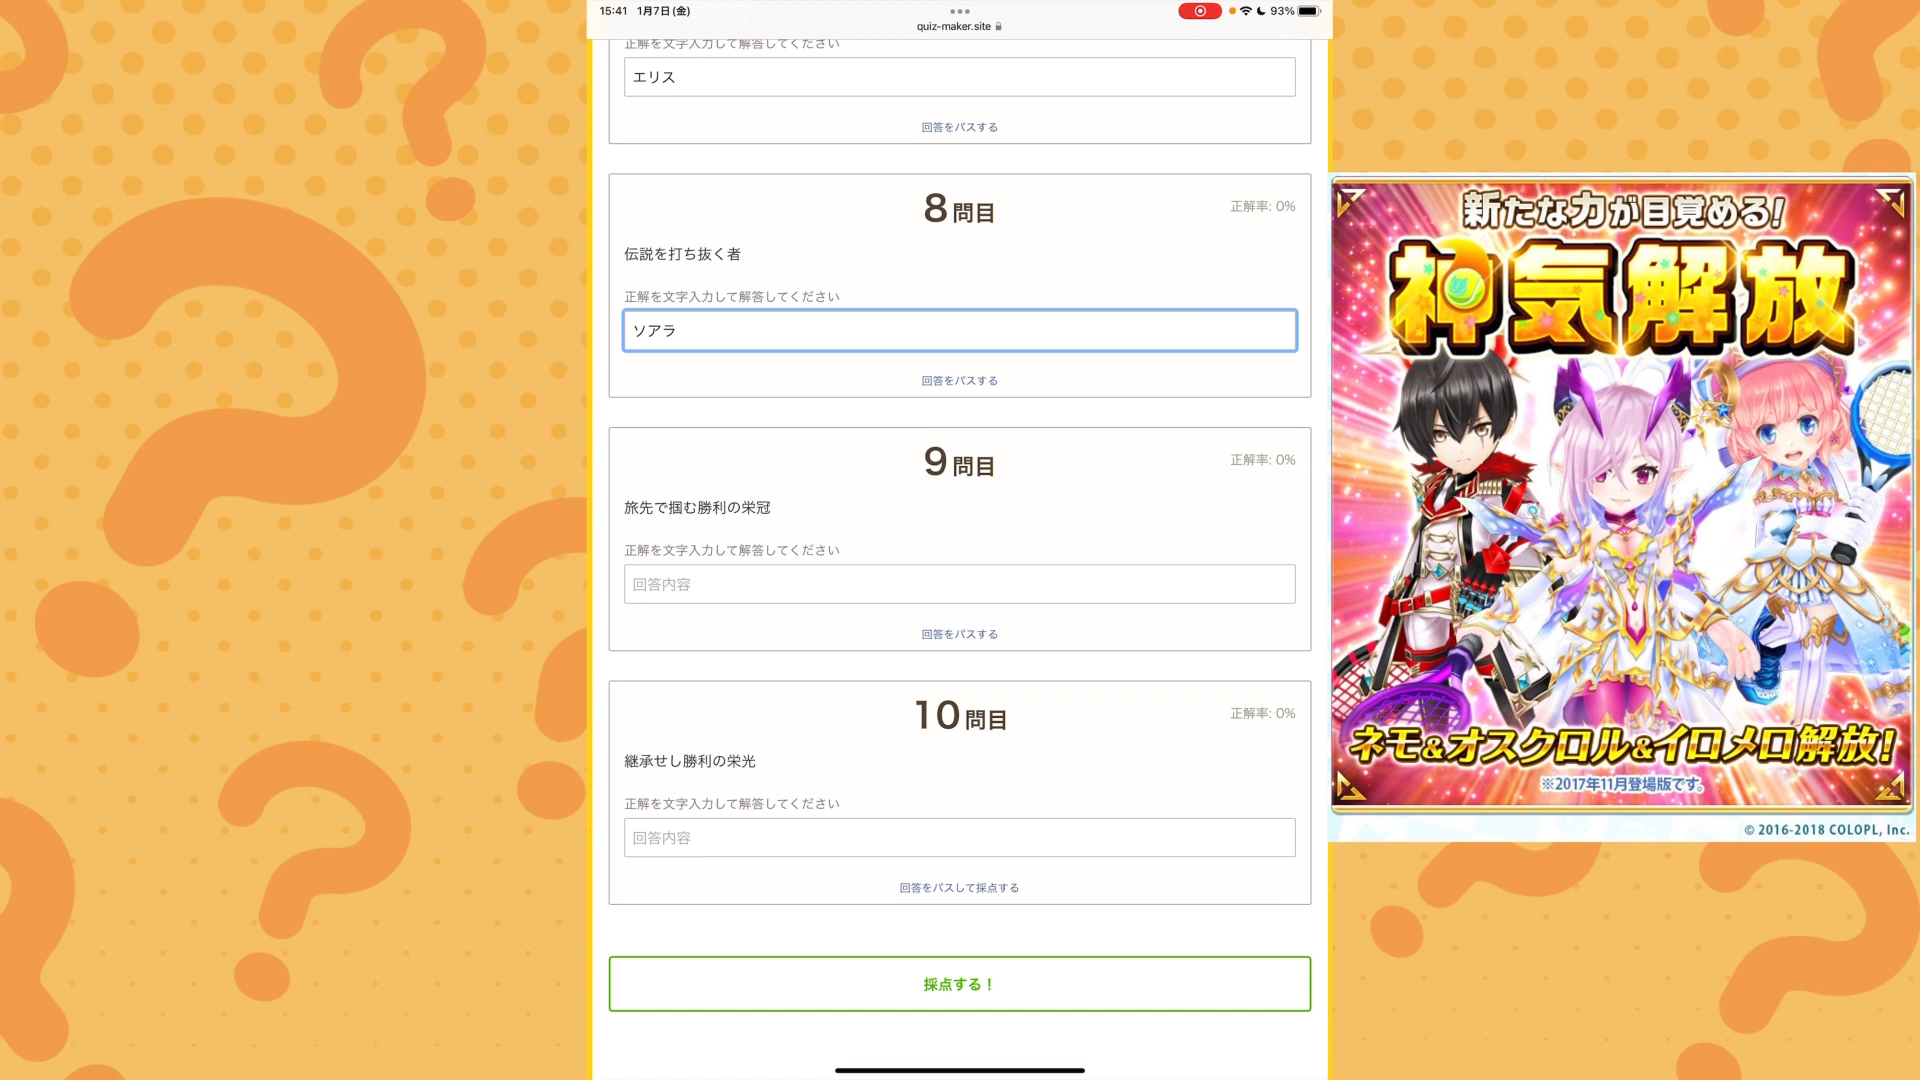 15:41 1月7日(金)
93%
quiz-maker.site
正解を文字入力して解答してください
エリス
回答をパスする
8問目
正解率: 0%
伝説を打ち抜く者
正解を文字入力して解答してください
ソアラ
回答をパスする
9問目
正解率: 0%
旅先で掴む勝利の栄冠
正解を文字入力して解答してください
回答内容
回答をパスする
10問目
正解率: 0%
継承せし勝利の栄光
正解を文字入力して解答してください
回答内容
回答をパスして採点する
採点する!
新たな力が目覚める!
神気解放
ネモ&オスクロル&イロメロ解放!
※2017年11月登場版です。
© 2016-2018 COLOPL, Inc.